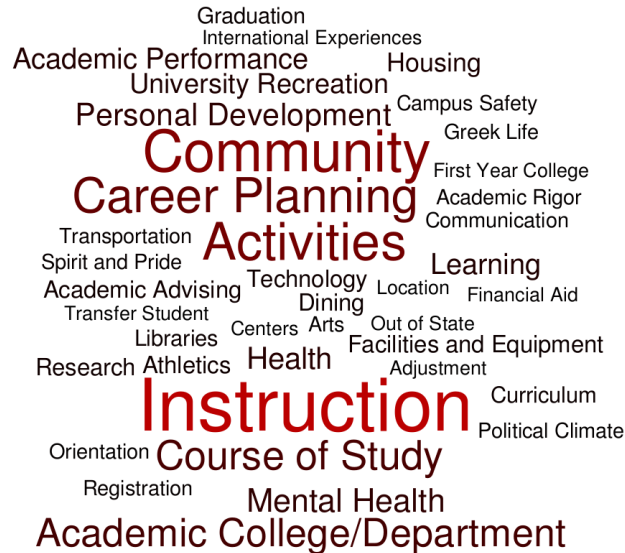 Graduation
International Experiences
Academic Performance
Housing
University Recreation
Campus Safety
Personal Development
Greek Life
Community
First Year College
Career Planning
Academic Rigor
Communication
Transportation
Activities
Spirit and Pride
Learning
Technology
Location
Academic Advising
Financial Aid
Dining
Transfer Student
Centers
Arts
Out of State
Libraries
Facilities and Equipment
Research
Athletics
Health
Adjustment
Instruction
Curriculum
Political Climate
Orientation
Course of Study
Registration
Mental Health
Academic College/Department